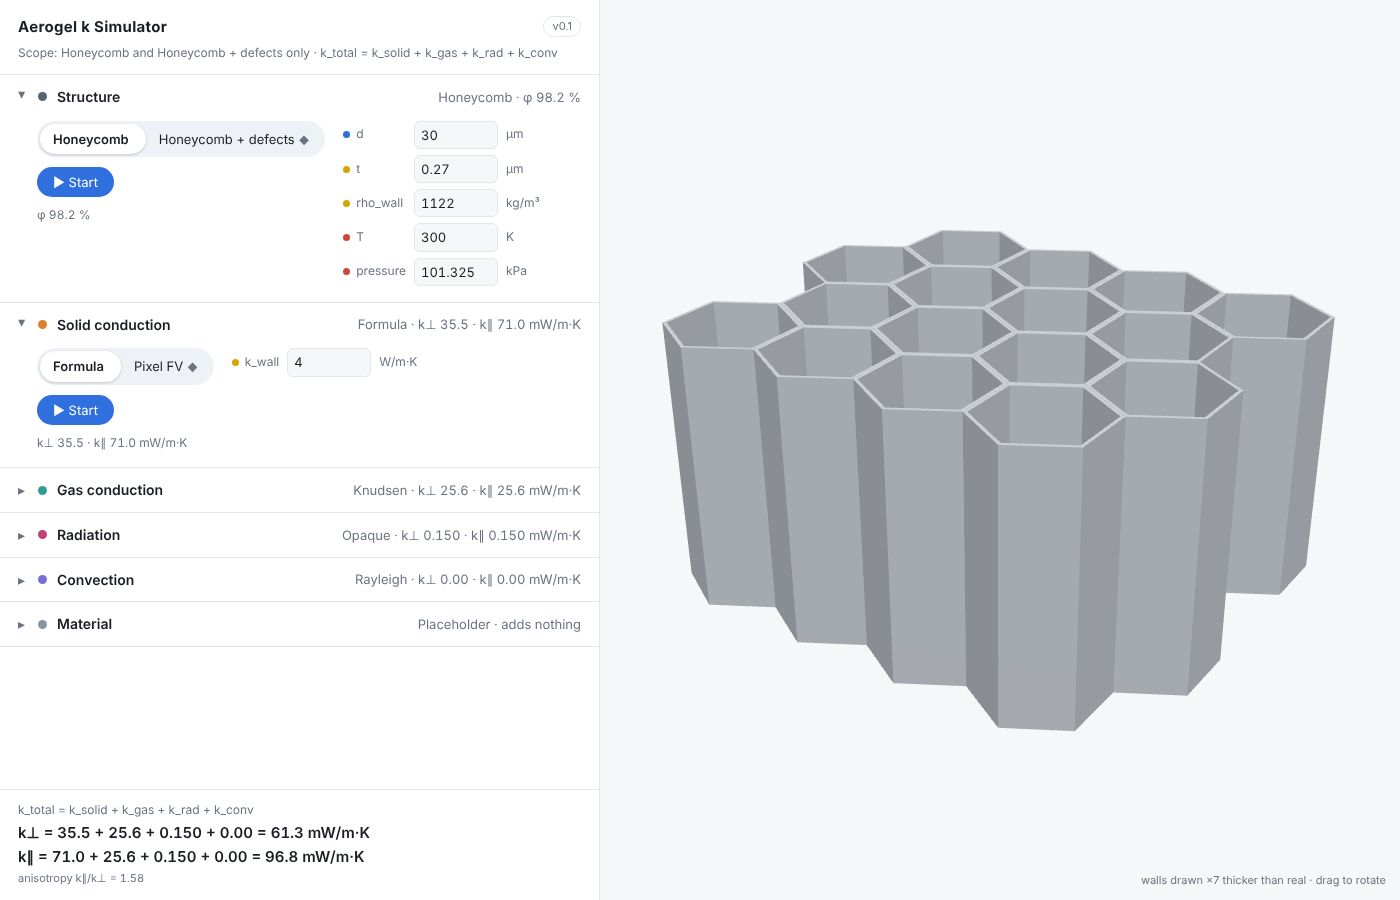 Aerogel k Simulator v0.1
Scope: Honeycomb and Honeycomb + defects only · k_total = k_solid + k_gas + k_rad + k_conv
▼ Structure Honeycomb · φ 98.2 %
Honeycomb Honeycomb + defects ◆
▶ Start
φ 98.2 %
d 30 μm
t 0.27 μm
rho_wall 1122 kg/m³
T 300 K
pressure 101.325 kPa
▼ Solid conduction Formula · k⊥ 35.5 · k∥ 71.0 mW/m·K
Formula Pixel FV ◆ k_wall 4 W/m·K
▶ Start
k⊥ 35.5 · k∥ 71.0 mW/m·K
▶ Gas conduction Knudsen · k⊥ 25.6 · k∥ 25.6 mW/m·K
▶ Radiation Opaque · k⊥ 0.150 · k∥ 0.150 mW/m·K
▶ Convection Rayleigh · k⊥ 0.00 · k∥ 0.00 mW/m·K
▶ Material Placeholder · adds nothing
k_total = k_solid + k_gas + k_rad + k_conv
k⊥ = 35.5 + 25.6 + 0.150 + 0.00 = 61.3 mW/m·K
k∥ = 71.0 + 25.6 + 0.150 + 0.00 = 96.8 mW/m·K
anisotropy k∥/k⊥ = 1.58
walls drawn ×7 thicker than real · drag to rotate